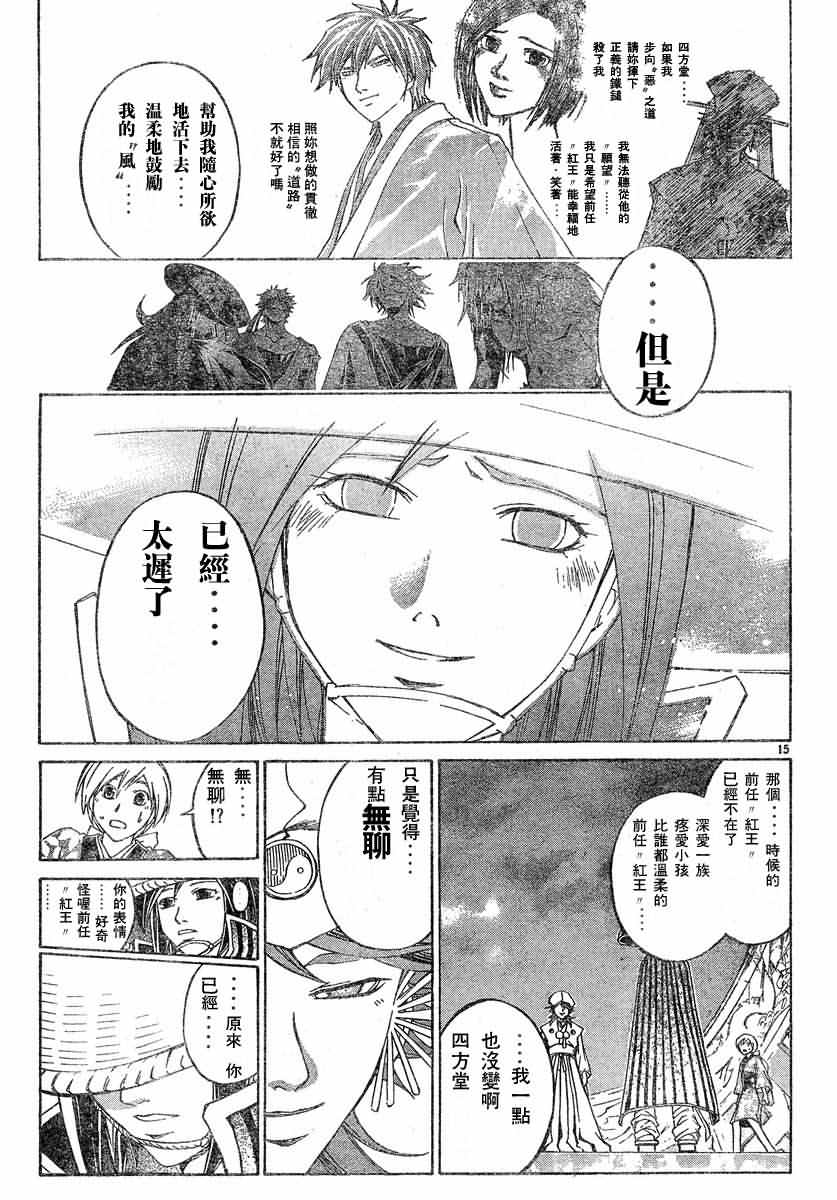 四方堂‥‥
如果我
步向〝惡〞之道
請妳揮下
正義的鐵鎚
殺了我
我無法聽從他的
〝願望〞‥‥‥
我只是希望前任
〝紅王〞能幸福地
活著．笑著‥‥
照妳想做的貫徹
相信的〝道路〞
不就好了嗎
幫助我隨心所欲
地活下去‥‥
温柔地鼓勵
我的〝風〞‥‥
‥‥‥但是
已經‥‥
太遲了
15
那個‥‥時候的
前任〝紅王〞
已經不在了
深愛一族
疼愛小孩
比誰都溫柔的
前任〝紅王〞‥‥
‥‥我一點
也沒變啊
四方堂
只是覺得‥‥
有點無聊
無‥‥
無聊!?
你的表情
‥‥好奇
怪喔前任
〝紅王〞
‥‥‥
‥‥原來 你
已經‥‥